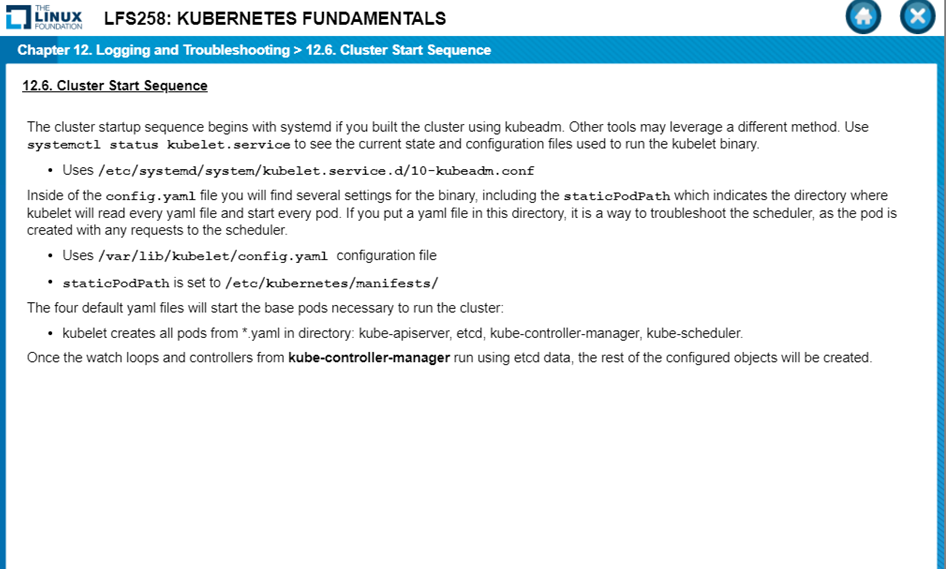 THE
LINUX
FOUNDATION
LFS258: KUBERNETES FUNDAMENTALS
Chapter 12. Logging and Troubleshooting > 12.6. Cluster Start Sequence
12.6. Cluster Start Sequence
The cluster startup sequence begins with systemd if you built the cluster using kubeadm. Other tools may leverage a different method. Use
systemctl status kubelet.service to see the current state and configuration files used to run the kubelet binary.
• Uses /etc/systemd/system/kubelet.service.d/10-kubeadm.conf
Inside of the config.yaml file you will find several settings for the binary, including the staticPodPath which indicates the directory where
kubelet will read every yaml file and start every pod. If you put a yaml file in this directory, it is a way to troubleshoot the scheduler, as the pod is
created with any requests to the scheduler.
• Uses /var/lib/kubelet/config.yaml configuration file
• staticPodPath is set to /etc/kubernetes/manifests/
The four default yaml files will start the base pods necessary to run the cluster:
• kubelet creates all pods from *.yaml in directory: kube-apiserver, etcd, kube-controller-manager, kube-scheduler.
Once the watch loops and controllers from kube-controller-manager run using etcd data, the rest of the configured objects will be created.